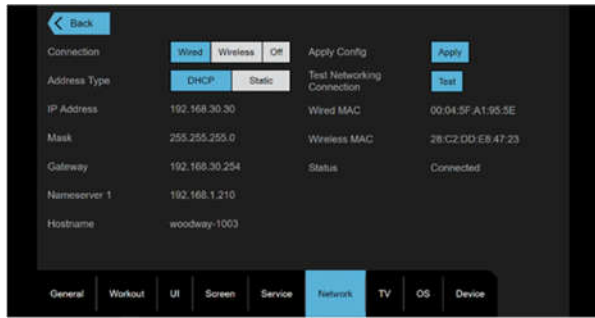 Back
Connection Wired Wireless Off Apply Config Apply
Address Type DHCP Static Test Networking Connection Test
IP Address 192.168.30.30 Wired MAC 00:04:5F:A1:95:5E
Mask 255.255.255.0 Wireless MAC 28:C2:DD:E8:47:23
Gateway 192.168.30.254 Status Connected
Nameserver 1 192.168.1.210
Hostname woodway-1003
General Workout UI Screen Service Network TV OS Device